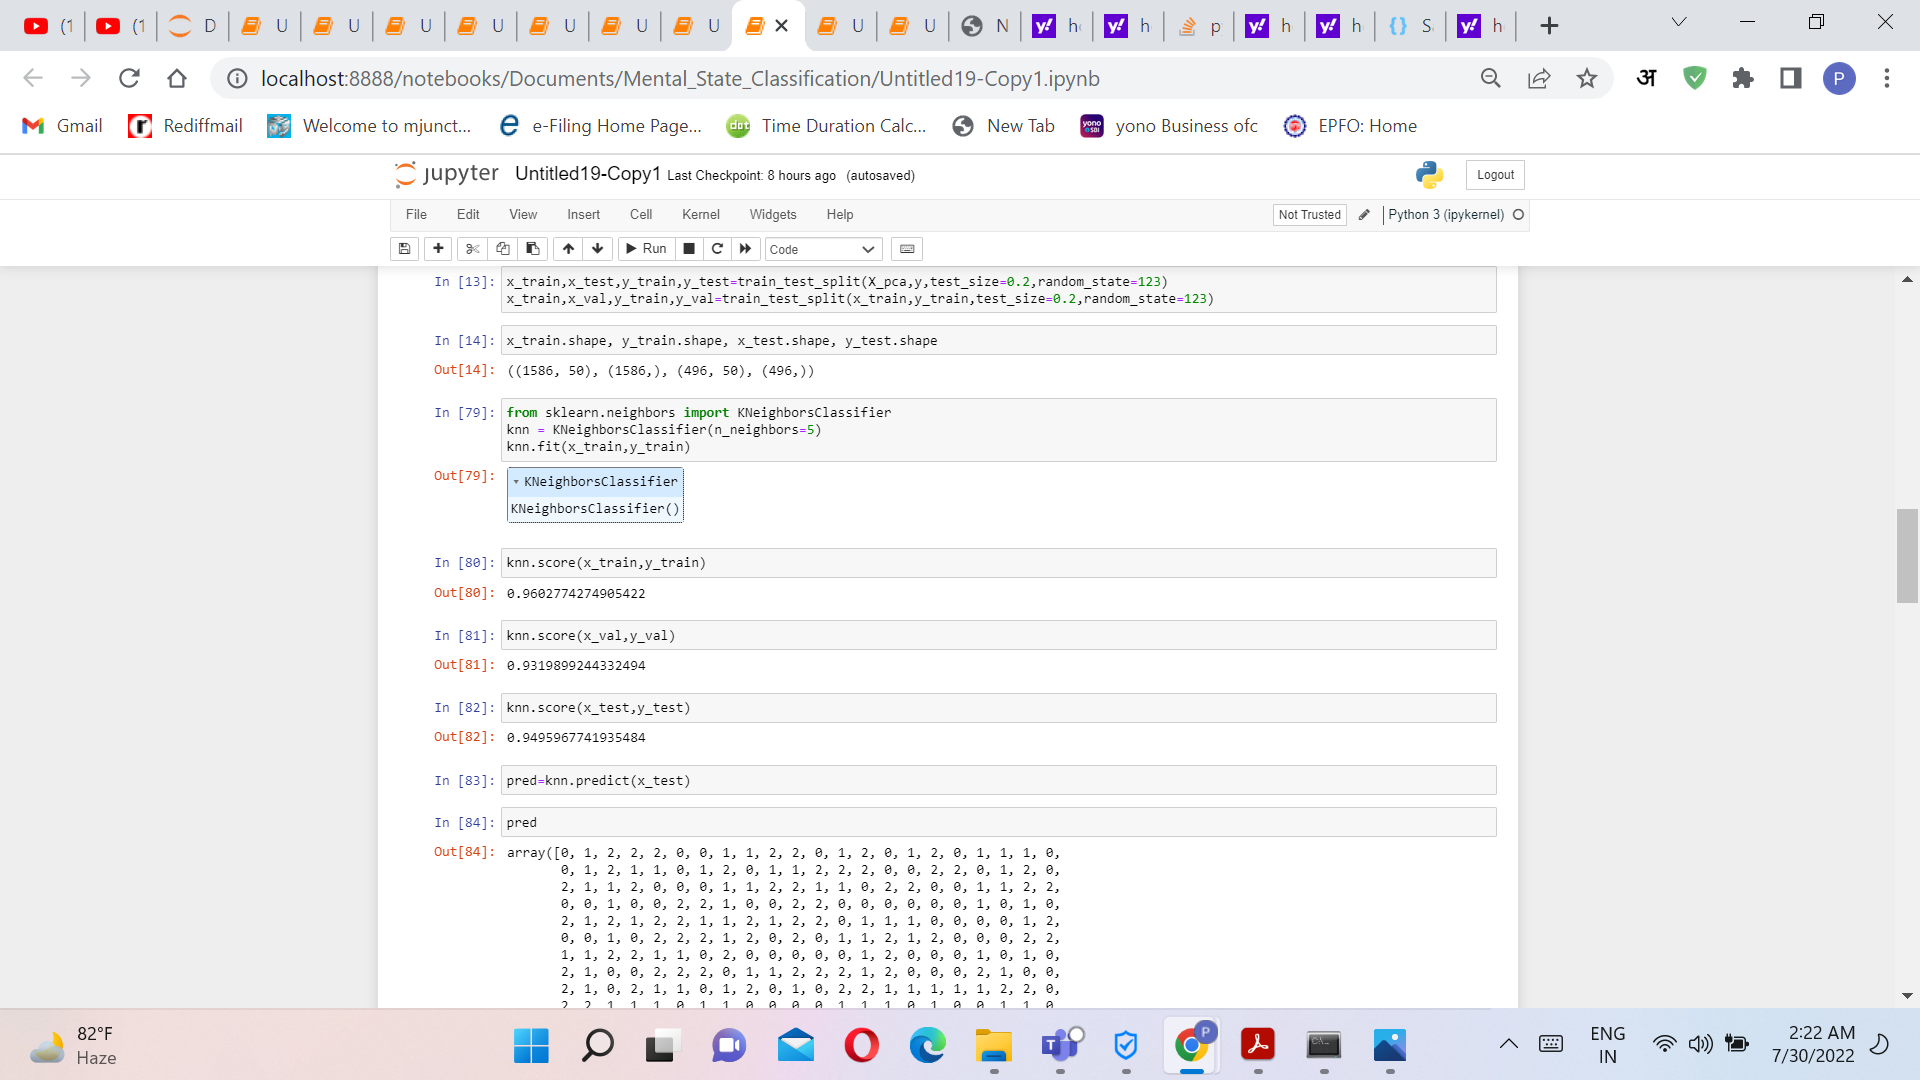 (1
(1
D
U
U
U
U
U
U
U
U
U
N
h
h
p
h
h
S
h
localhost:8888/notebooks/Documents/Mental_State_Classification/Untitled19-Copy1.ipynb
अ
P
Gmail
Rediffmail
Welcome to mjunct...
e-Filing Home Page...
Time Duration Calc...
New Tab
yono Business ofc
EPFO: Home
jupyter Untitled19-Copy1 Last Checkpoint: 8 hours ago (autosaved)
Logout
File Edit View Insert Cell Kernel Widgets Help
Not Trusted
Python 3 (ipykernel)
Run
Code
In [13]: x_train,x_test,y_train,y_test=train_test_split(X_pca,y,test_size=0.2,random_state=123)
x_train,x_val,y_train,y_val=train_test_split(x_train,y_train,test_size=0.2,random_state=123)
In [14]: x_train.shape, y_train.shape, x_test.shape, y_test.shape
Out[14]: ((1586, 50), (1586,), (496, 50), (496,))
In [79]: from sklearn.neighbors import KNeighborsClassifier
knn = KNeighborsClassifier(n_neighbors=5)
knn.fit(x_train,y_train)
Out[79]: KNeighborsClassifier
KNeighborsClassifier()
In [80]: knn.score(x_train,y_train)
Out[80]: 0.9602774274905422
In [81]: knn.score(x_val,y_val)
Out[81]: 0.9319899244332494
In [82]: knn.score(x_test,y_test)
Out[82]: 0.9495967741935484
In [83]: pred=knn.predict(x_test)
In [84]: pred
Out[84]: array([0, 1, 2, 2, 2, 0, 0, 1, 1, 2, 2, 0, 1, 2, 0, 1, 2, 0, 1, 1, 1, 0,
0, 1, 2, 1, 1, 0, 1, 2, 0, 1, 1, 2, 2, 2, 0, 0, 2, 2, 0, 1, 2, 0,
2, 1, 1, 2, 0, 0, 0, 1, 1, 2, 2, 1, 1, 0, 2, 2, 0, 0, 1, 1, 2, 2,
0, 0, 1, 0, 0, 2, 2, 1, 0, 0, 2, 2, 0, 0, 0, 0, 0, 0, 1, 0, 1, 0,
2, 1, 2, 1, 2, 2, 1, 1, 2, 1, 2, 2, 0, 1, 1, 1, 0, 0, 0, 0, 1, 2,
0, 0, 1, 0, 2, 2, 2, 1, 2, 0, 2, 0, 1, 1, 2, 1, 2, 0, 0, 0, 2, 2,
1, 1, 2, 2, 1, 1, 0, 2, 0, 0, 0, 0, 0, 1, 2, 0, 0, 0, 1, 0, 1, 0,
2, 1, 0, 0, 2, 2, 2, 0, 1, 1, 2, 2, 2, 1, 2, 0, 0, 0, 2, 1, 0, 0,
2, 1, 0, 2, 1, 1, 0, 1, 2, 0, 1, 0, 2, 2, 1, 1, 1, 1, 1, 2, 2, 0,
82°F
Haze
ENG
IN
2:22 AM
7/30/2022